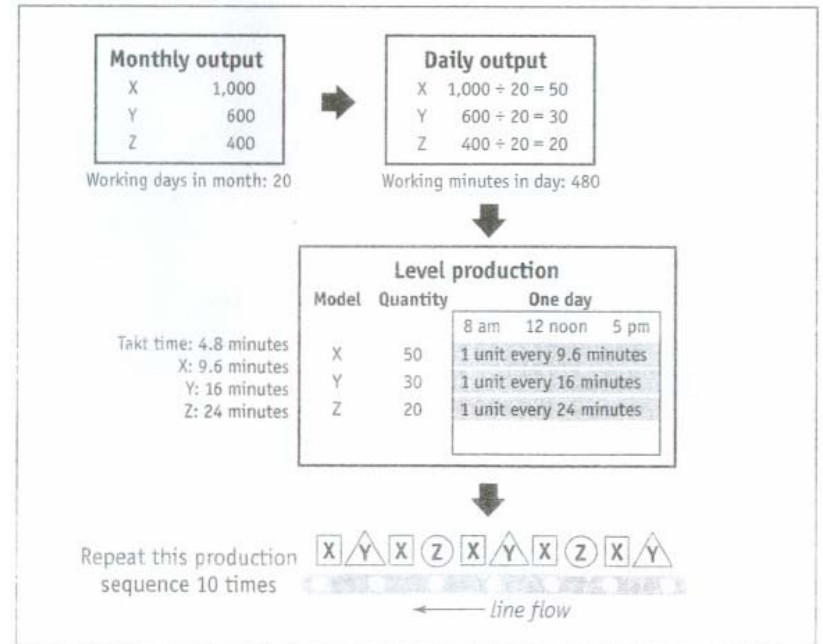 Monthly output
X 1,000
Y 600
Z 400
Working days in month: 20
Daily output
X 1,000 ÷ 20 = 50
Y 600 ÷ 20 = 30
Z 400 ÷ 20 = 20
Working minutes in day: 480
Level production
Model Quantity One day
8 am 12 noon 5 pm
X 50 1 unit every 9.6 minutes
Y 30 1 unit every 16 minutes
Z 20 1 unit every 24 minutes
Takt time: 4.8 minutes
X: 9.6 minutes
Y: 16 minutes
Z: 24 minutes
Repeat this production
sequence 10 times
X Y X Z X Y X Z X Y
line flow